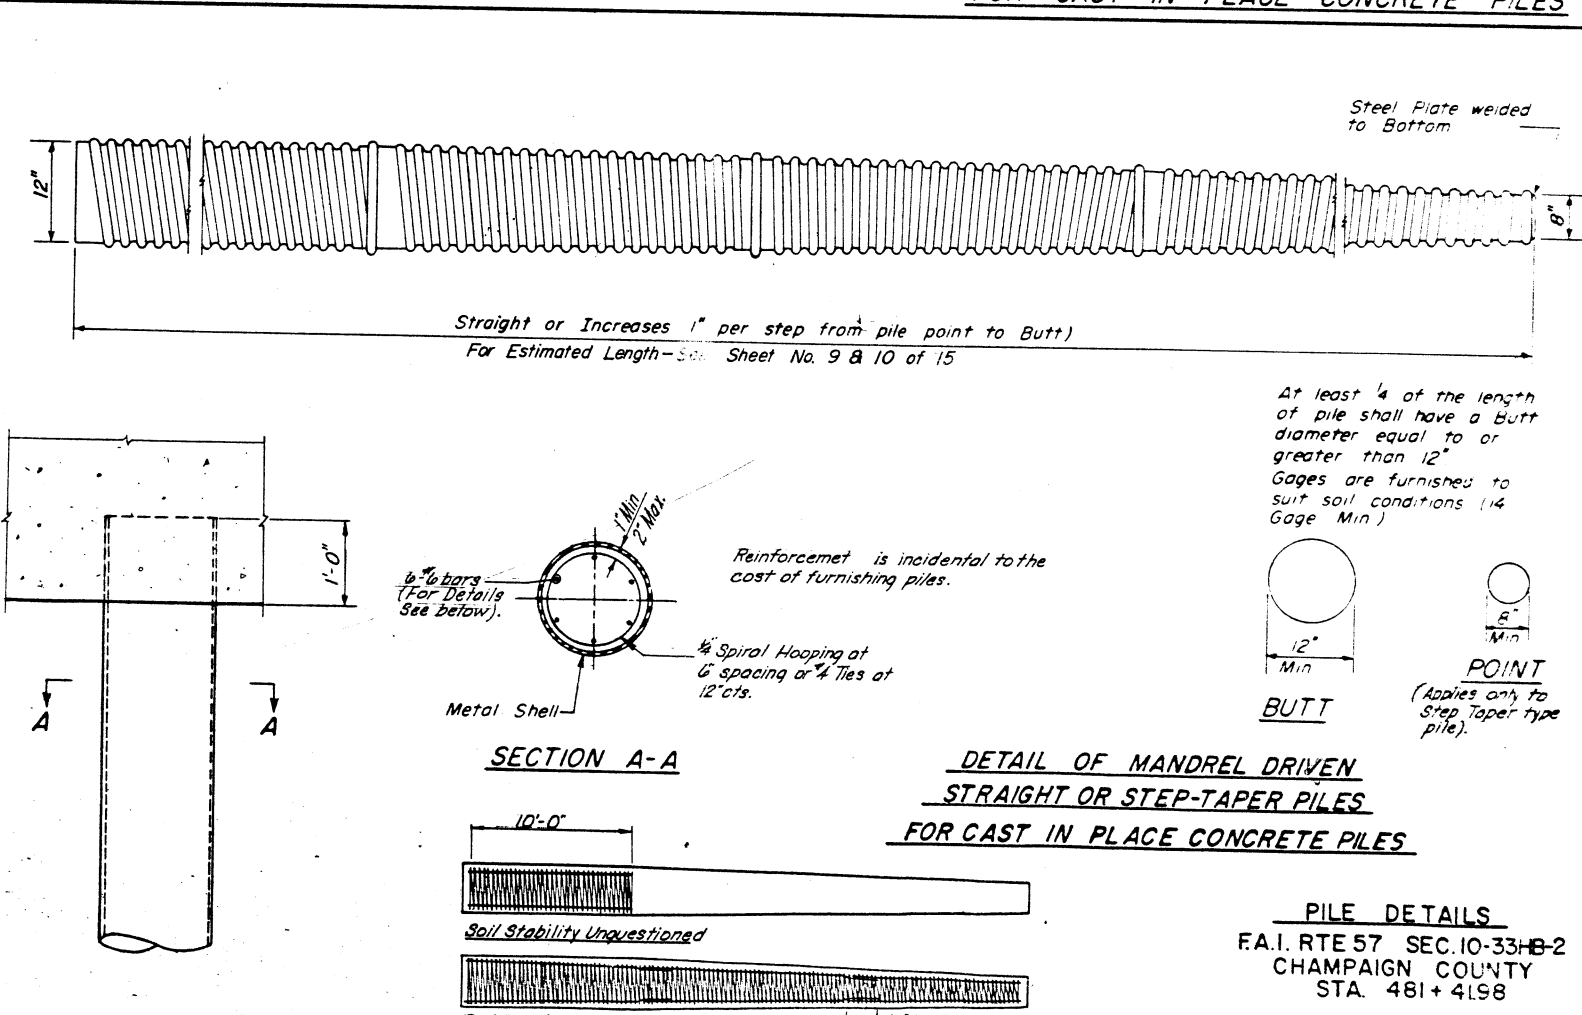 FOR CAST IN PLACE CONCRETE PILES
Steel Plate welded
to Bottom
12"
8"
Straight or Increases 1" per step from pile point to Butt)
For Estimated Length- Sheet No. 9 & 10 of 15
At least 1/4 of the length
of pile shall have a Butt
diameter equal to or
greater than 12"
Gages are furnished to
suit soil conditions (14
Gage Min)
1'-0"
1" Min
2" Max.
6-#6 bars
(For Details
See below).
Reinforcemet is incidental to the
cost of furnishing piles.
1/4" Spiral Hooping at
6" spacing or #4 Ties at
12" cts.
Metal Shell
A
A
SECTION A-A
12"
Min
BUTT
8"
Min
POINT
(Applies only to
Step Taper type
pile).
DETAIL OF MANDREL DRIVEN
STRAIGHT OR STEP-TAPER PILES
FOR CAST IN PLACE CONCRETE PILES
10'-0"
Soil Stability Unquestioned
PILE DETAILS
F.A.I. RTE 57 SEC. 10-33HB-2
CHAMPAIGN COUNTY
STA. 481+41.98